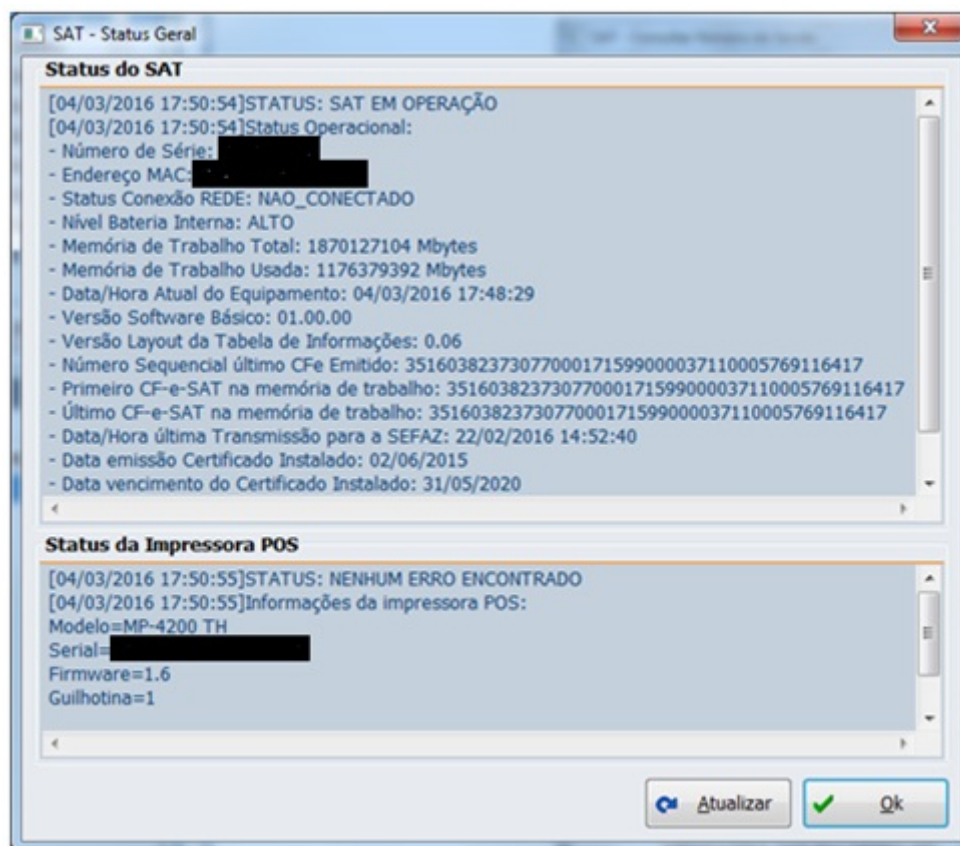 SAT - Status Geral
Status do SAT
[04/03/2016 17:50:54]STATUS: SAT EM OPERAÇÃO
[04/03/2016 17:50:54]Status Operacional:
- Número de Série:
- Endereço MAC:
- Status Conexão REDE: NAO_CONECTADO
- Nível Bateria Interna: ALTO
- Memória de Trabalho Total: 1870127104 Mbytes
- Memória de Trabalho Usada: 1176379392 Mbytes
- Data/Hora Atual do Equipamento: 04/03/2016 17:48:29
- Versão Software Básico: 01.00.00
- Versão Layout da Tabela de Informações: 0.06
- Número Sequencial último CFe Emitido: 35160382373077000171599000037110005769116417
- Primeiro CF-e-SAT na memória de trabalho: 35160382373077000171599000037110005769116417
- Último CF-e-SAT na memória de trabalho: 35160382373077000171599000037110005769116417
- Data/Hora última Transmissão para a SEFAZ: 22/02/2016 14:52:40
- Data emissão Certificado Instalado: 02/06/2015
- Data vencimento do Certificado Instalado: 31/05/2020
Status da Impressora POS
[04/03/2016 17:50:55]STATUS: NENHUM ERRO ENCONTRADO
[04/03/2016 17:50:55]Informações da impressora POS:
Modelo=MP-4200 TH
Serial=
Firmware=1.6
Guilhotina=1
Atualizar
Ok